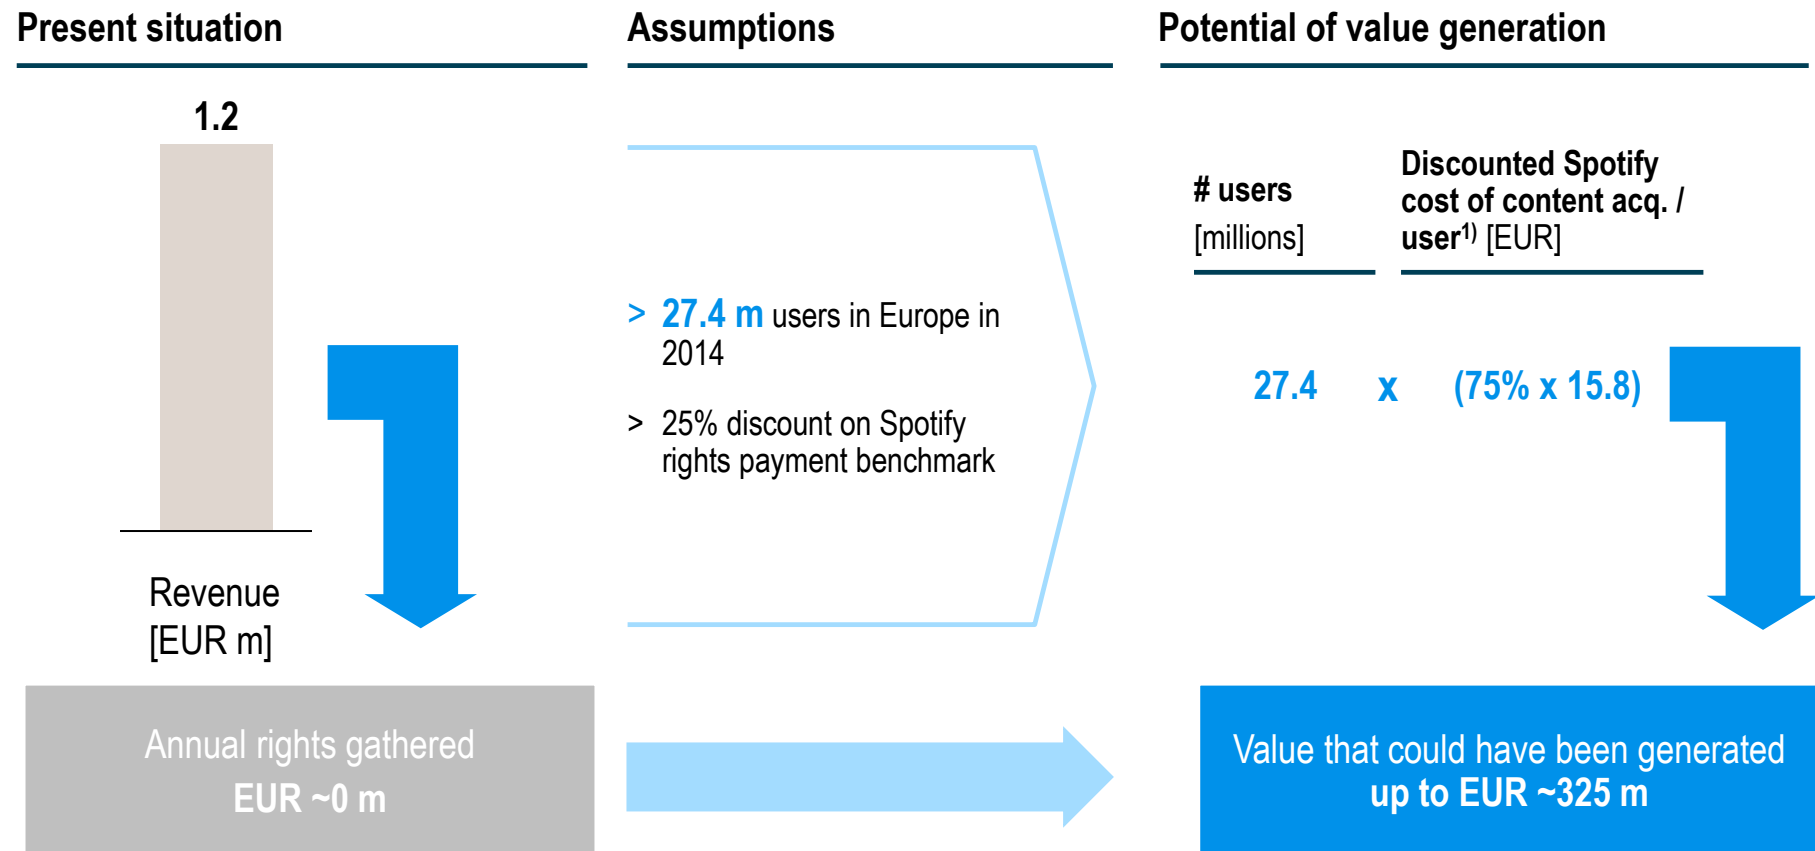 Present situation
1.2
Revenue
[EUR m]
Annual rights gathered
EUR ~0 m
Assumptions
> 27.4 m users in Europe in
2014
> 25% discount on Spotify
rights payment benchmark
Potential of value generation
# users
[millions]
Discounted Spotify
cost of content acq. /
user1) [EUR]
27.4 x (75% x 15.8)
Value that could have been generated
up to EUR ~325 m